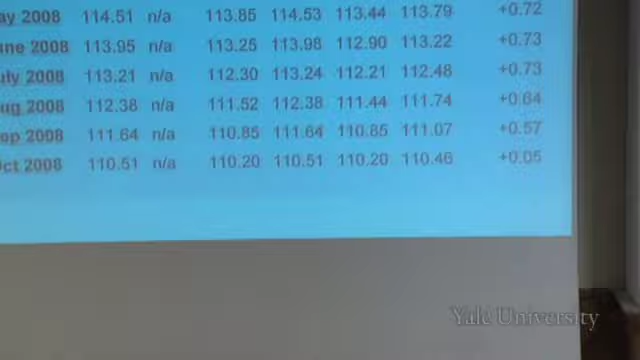 ay 2008 114.51 n/a 113.85 114.53 113.44 113.79 +0.72
une 2008 113.95 n/a 113.25 113.98 112.90 113.22 +0.73
uly 2008 113.21 n/a 112.30 113.24 112.21 112.48 +0.73
ug 2008 112.38 n/a 111.52 112.38 111.44 111.74 +0.64
ep 2008 111.64 n/a 110.85 111.64 110.85 111.07 +0.57
Oct 2008 110.51 n/a 110.20 110.51 110.20 110.46 +0.05
Yale University